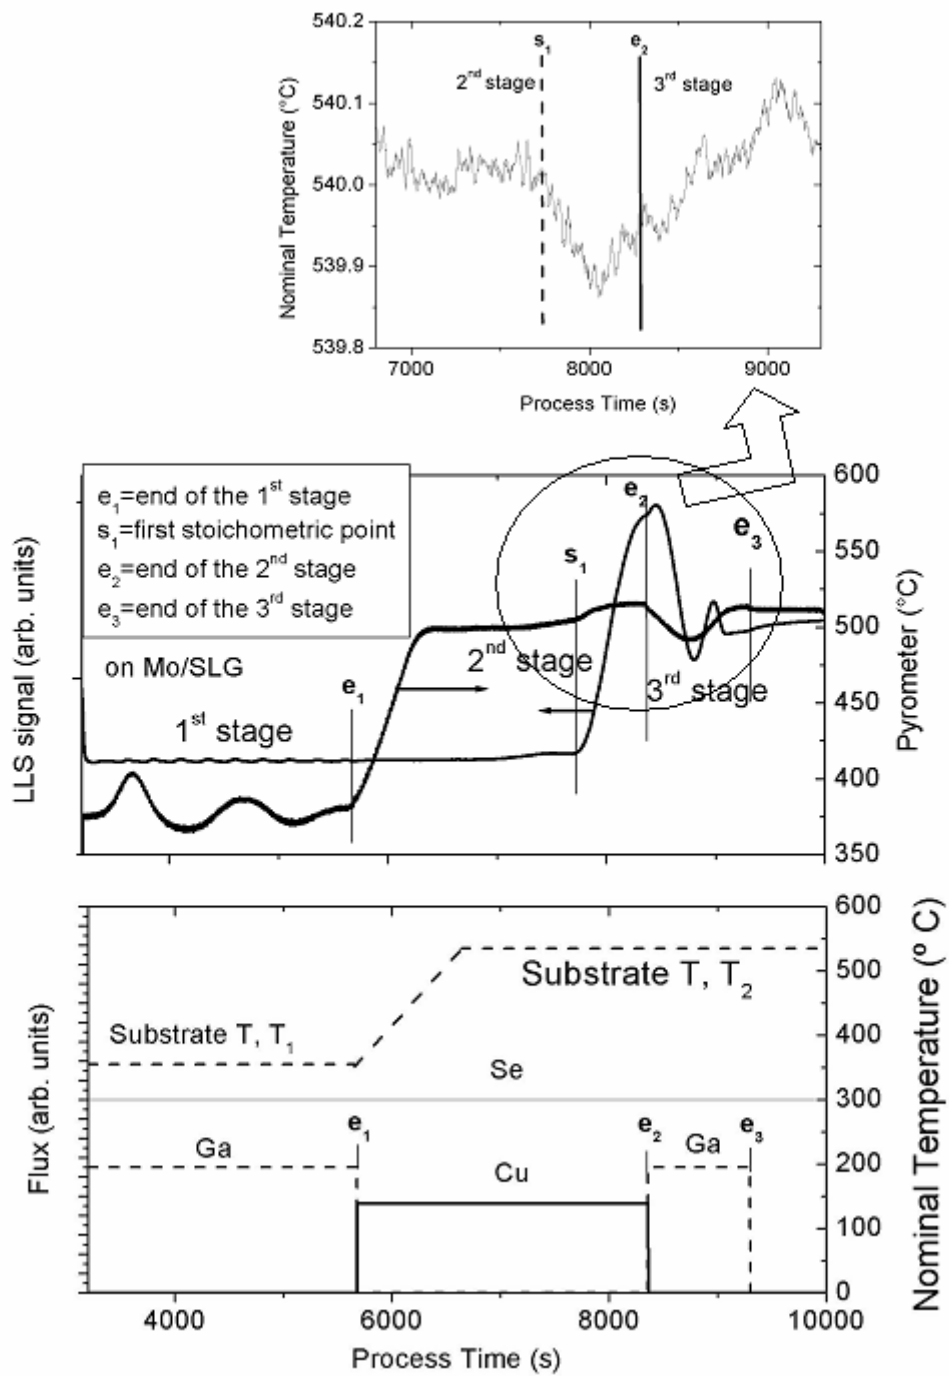 540.2
540.1
540.0
539.9
539.8
Nominal Temperature (°C)
s1
e2
2nd stage
3rd stage
7000 8000 9000
Process Time (s)
e1=end of the 1st stage
s1=first stoichometric point
e2=end of the 2nd stage
e3=end of the 3rd stage
on Mo/SLG
1st stage
e1
2nd stage
s1
e2
e3
3rd stage
LLS signal (arb. units)
600
550
500
450
400
350
Pyrometer (°C)
Substrate T, T1
Substrate T, T2
Se
Ga
e1
Cu
e2
Ga
e3
Flux (arb. units)
600
500
400
300
200
100
0
Nominal Temperature (º C)
4000 6000 8000 10000
Process Time (s)